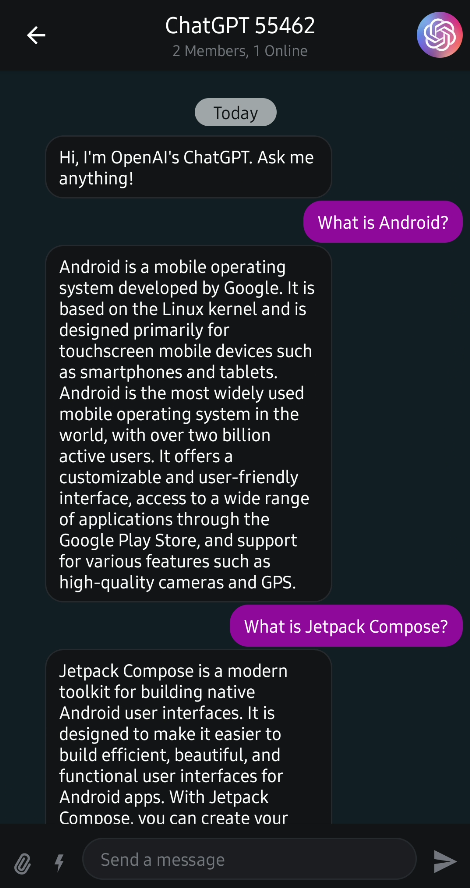 ChatGPT 55462
2 Members, 1 Online
Today
Hi, I'm OpenAI's ChatGPT. Ask me
anything!
What is Android?
Android is a mobile operating
system developed by Google. It is
based on the Linux kernel and is
designed primarily for
touchscreen mobile devices such
as smartphones and tablets.
Android is the most widely used
mobile operating system in the
world, with over two billion
active users. It offers a
customizable and user-friendly
interface, access to a wide range
of applications through the
Google Play Store, and support
for various features such as
high-quality cameras and GPS.
What is Jetpack Compose?
Jetpack Compose is a modern
toolkit for building native
Android user interfaces. It is
designed to make it easier to
build efficient, beautiful, and
functional user interfaces for
Android apps. With Jetpack
Compose, you can create your
Send a message